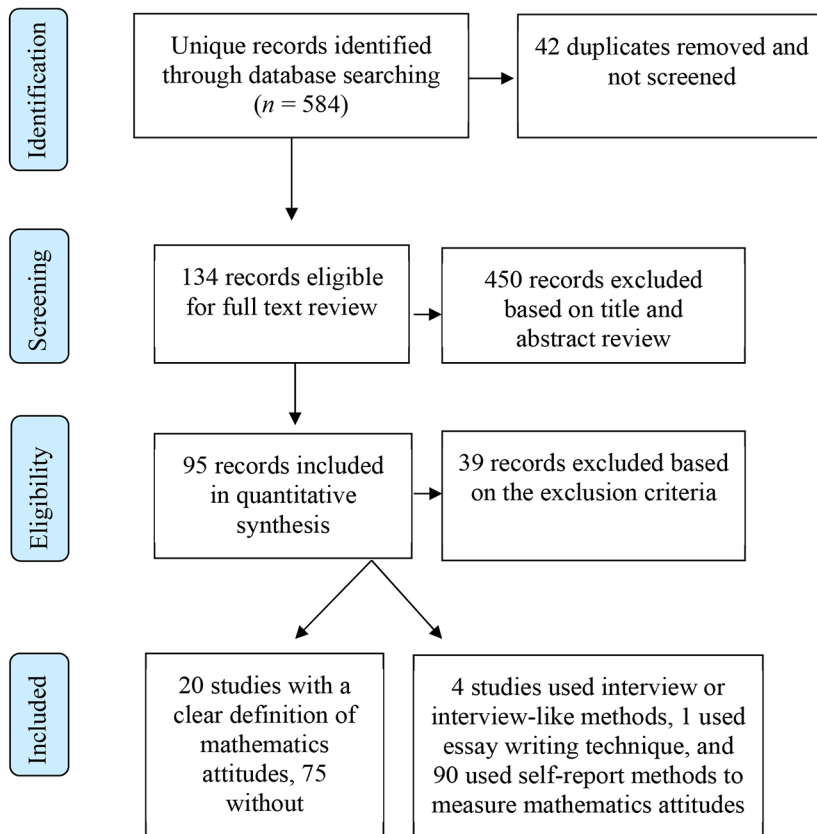 Identification
Unique records identified
through database searching
(n = 584)
42 duplicates removed and
not screened
Screening
134 records eligible
for full text review
450 records excluded
based on title and
abstract review
Eligibility
95 records included
in quantitative
synthesis
39 records excluded based
on the exclusion criteria
Included
20 studies with a
clear definition of
mathematics
attitudes, 75
without
4 studies used interview or
interview-like methods, 1 used
essay writing technique, and
90 used self-report methods to
measure mathematics attitudes